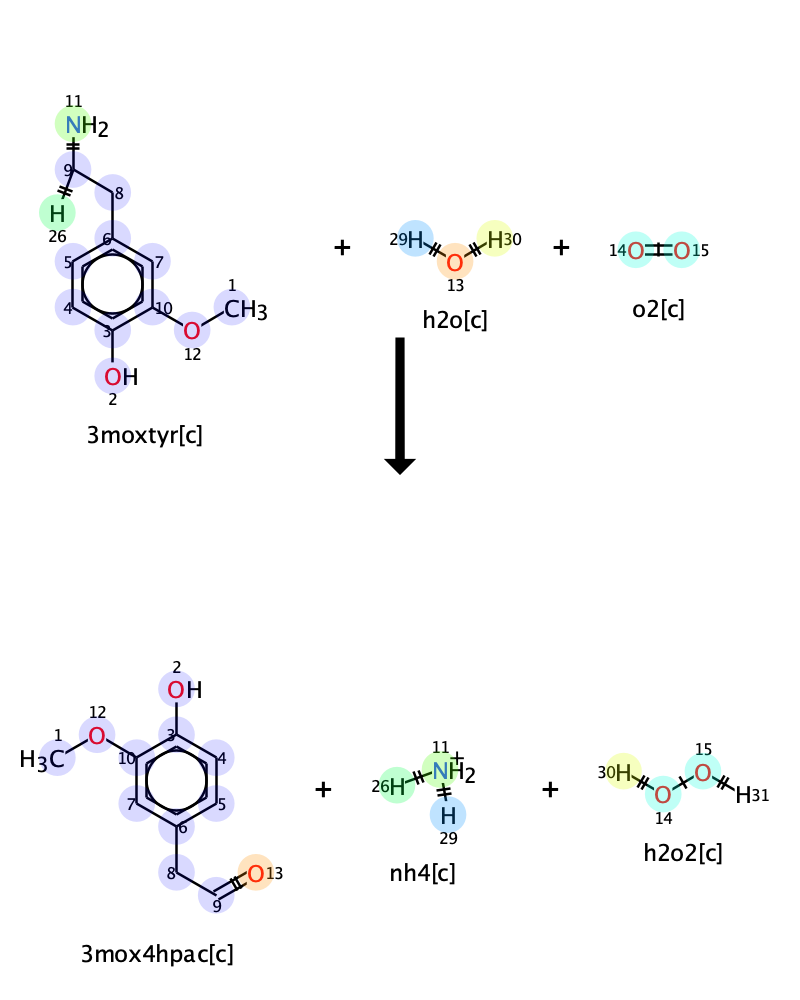 11
NH2
9
8
H
26
6
5
7
4
10
3
1
CH3
O
12
OH
2
3moxtyr[c]
+
29H
H30
O
13
h2o[c]
+
14O
O15
o2[c]
2
OH
12
1
O
3
H3C
10
4
7
5
6
8
O13
9
3mox4hpac[c]
+
11
+
26H
NH2
H
29
nh4[c]
+
15
30H
O
O
H31
14
h2o2[c]